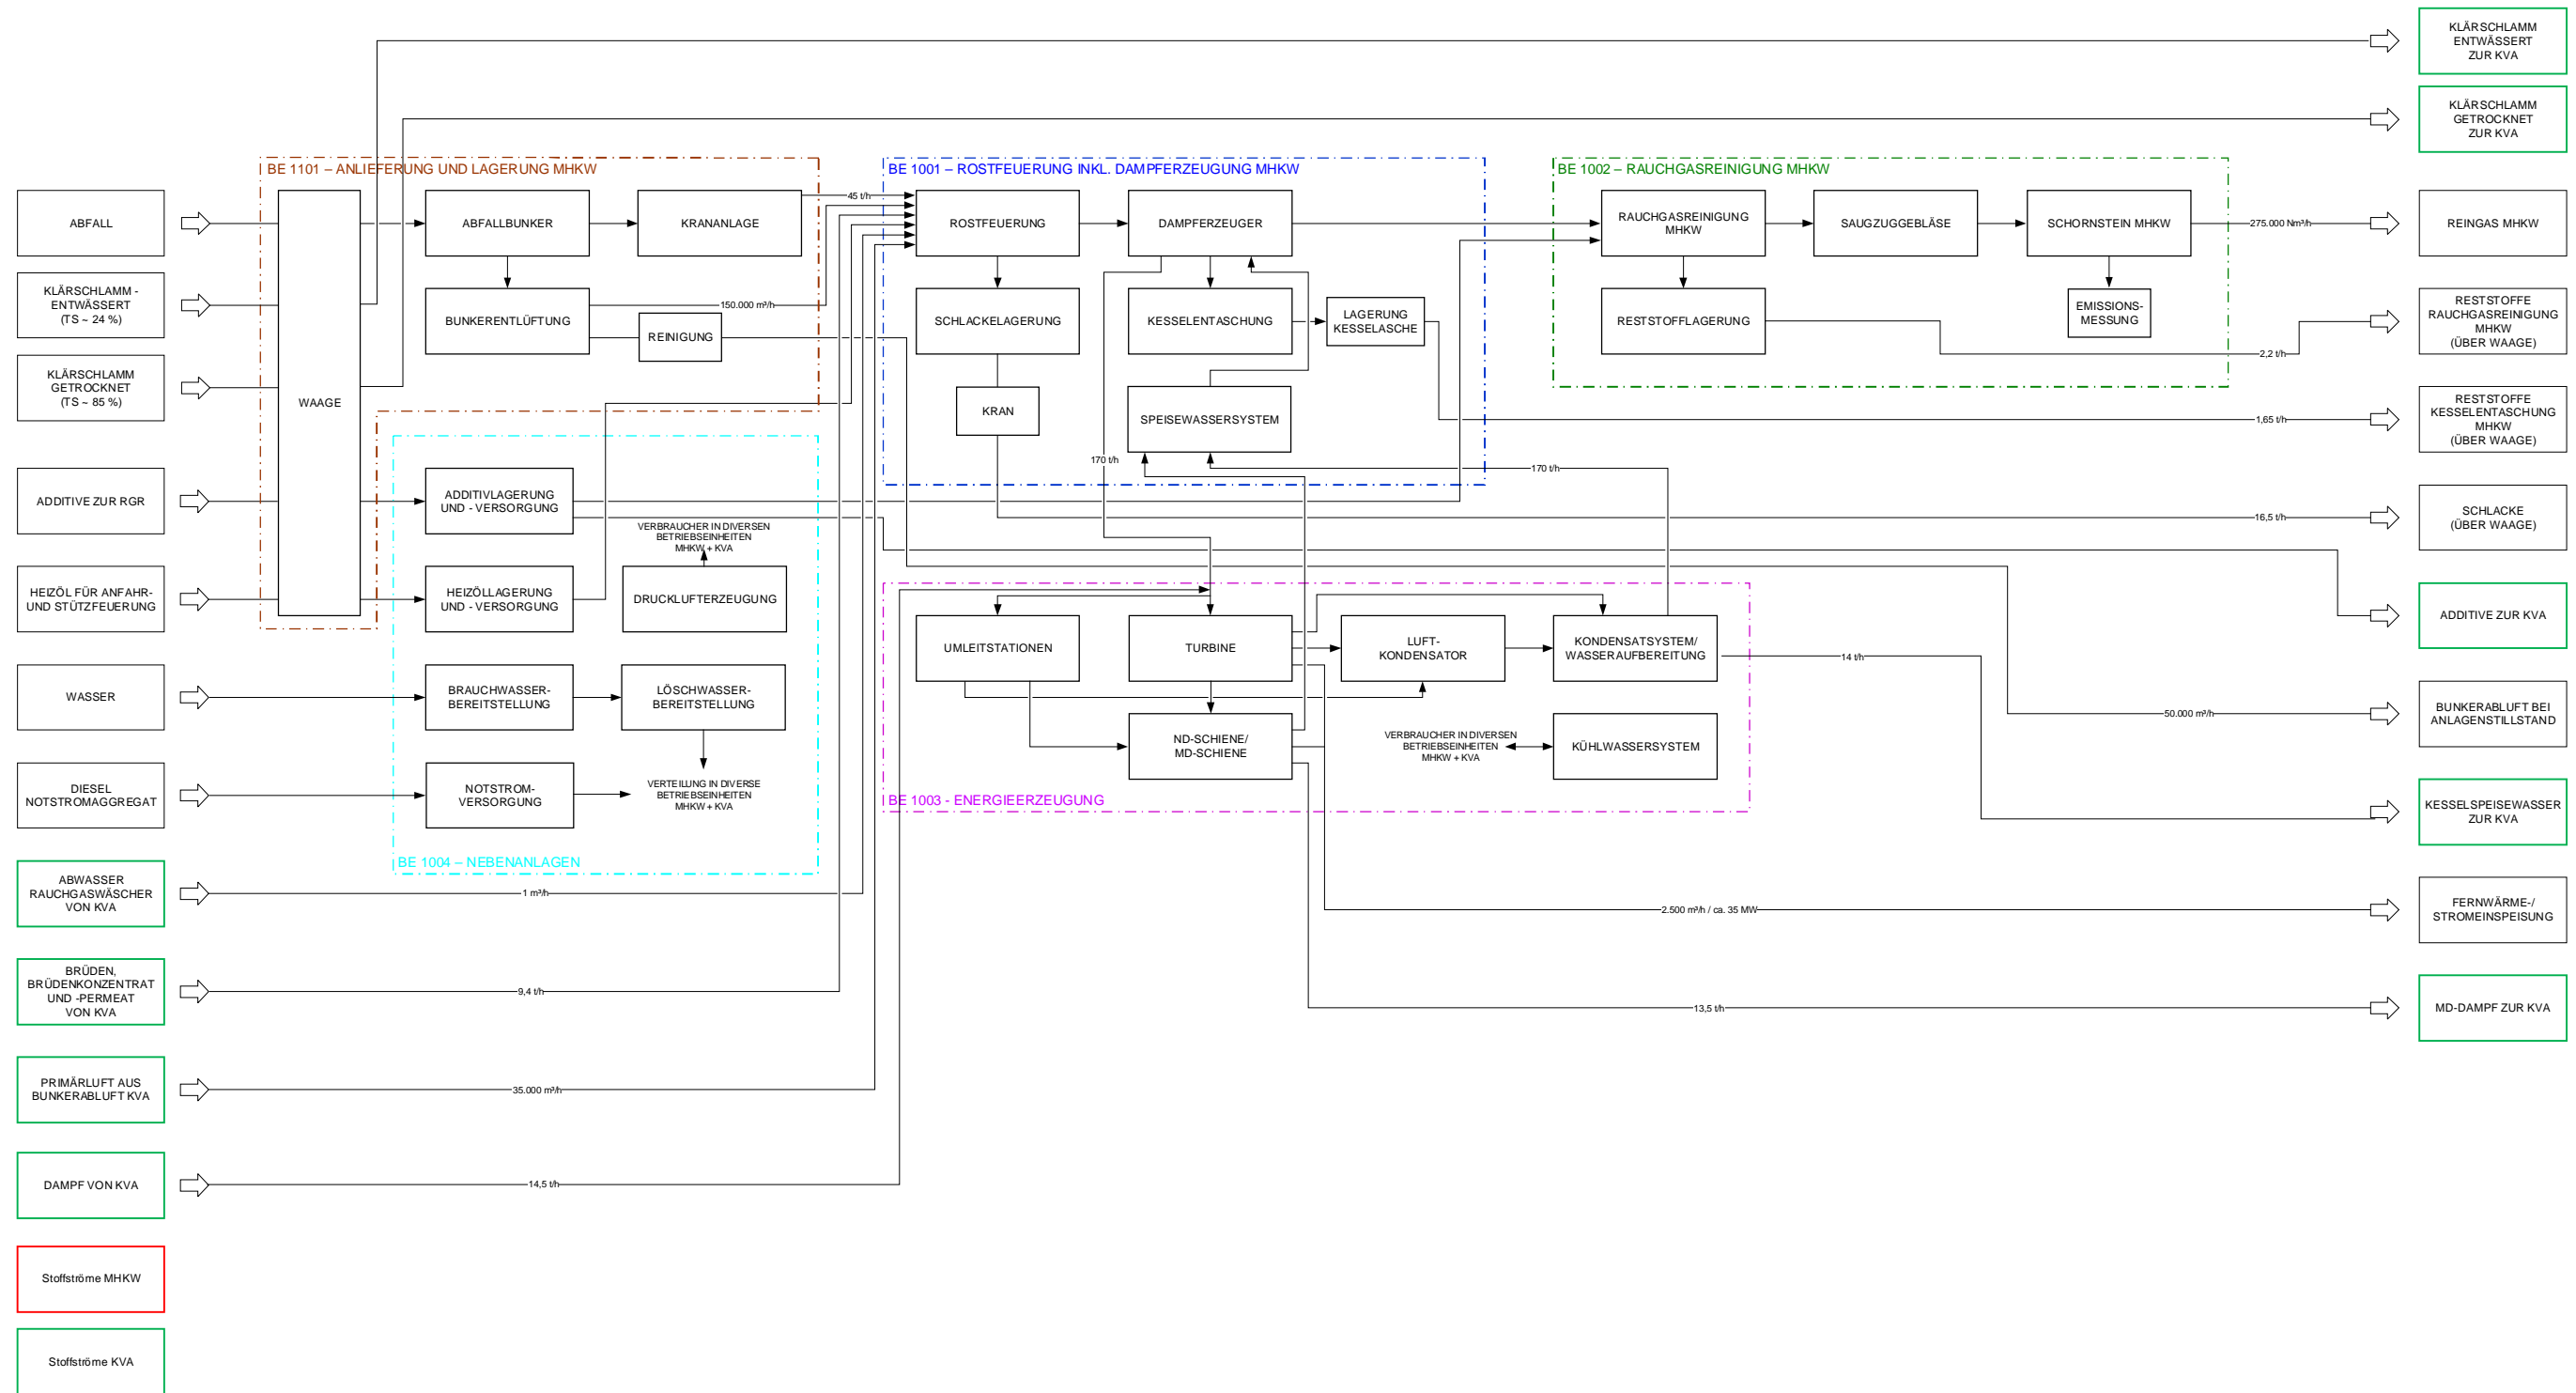 KLÄRSCHLAMM
ENTWÄSSERT
ZUR KVA
KLÄRSCHLAMM
GETROCKNET
ZUR KVA
BE 1101 – ANLIEFERUNG UND LAGERUNG MHKW
BE 1001 – ROSTFEUERUNG INKL. DAMPFERZEUGUNG MHKW
BE 1002 – RAUCHGASREINIGUNG MHKW
ABFALL
WAAGE
ABFALLBUNKER
KRANANLAGE
45 t/h
ROSTFEUERUNG
DAMPFERZEUGER
RAUCHGASREINIGUNG
MHKW
SAUGZUGGEBLÄSE
SCHORNSTEIN MHKW
275.000 Nm³/h
REINGAS MHKW
KLÄRSCHLAMM -
ENTWÄSSERT
(TS ~ 24 %)
BUNKERENTLÜFTUNG
150.000 m³/h
REINIGUNG
SCHLACKELAGERUNG
KESSELENTASCHUNG
LAGERUNG
KESSELASCHE
RESTSTOFFLAGERUNG
EMISSIONS-
MESSUNG
2,2 t/h
RESTSTOFFE
RAUCHGASREINIGUNG
MHKW
(ÜBER WAAGE)
KLÄRSCHLAMM
GETROCKNET
(TS ~ 85 %)
KRAN
SPEISEWASSERSYSTEM
1,65 t/h
RESTSTOFFE
KESSELENTASCHUNG
MHKW
(ÜBER WAAGE)
170 t/h
170 t/h
ADDITIVE ZUR RGR
ADDITIVLAGERUNG
UND - VERSORGUNG
VERBRAUCHER IN DIVERSEN
BETRIEBSEINHEITEN
MHKW + KVA
16,5 t/h
SCHLACKE
(ÜBER WAAGE)
HEIZÖL FÜR ANFAHR-
UND STÜTZFEUERUNG
HEIZÖLLAGERUNG
UND - VERSORGUNG
DRUCKLUFTERZEUGUNG
ADDITIVE ZUR KVA
UMLEITSTATIONEN
TURBINE
LUFT-
KONDENSATOR
KONDENSATSYSTEM/
WASSERAUFBEREITUNG
14 t/h
WASSER
BRAUCHWASSER-
BEREITSTELLUNG
LÖSCHWASSER-
BEREITSTELLUNG
50.000 m³/h
BUNKERABLUFT BEI
ANLAGENSTILLSTAND
ND-SCHIENE/
MD-SCHIENE
VERBRAUCHER IN DIVERSEN
BETRIEBSEINHEITEN
MHKW + KVA
KÜHLWASSERSYSTEM
DIESEL
NOTSTROMAGGREGAT
NOTSTROM-
VERSORGUNG
VERTEILUNG IN DIVERSE
BETRIEBSEINHEITEN
MHKW + KVA
BE 1003 - ENERGIEERZEUGUNG
KESSELSPEISEWASSER
ZUR KVA
BE 1004 – NEBENANLAGEN
ABWASSER
RAUCHGASWÄSCHER
VON KVA
1 m³/h
2.500 m³/h / ca. 35 MW
FERNWÄRME-/
STROMEINSPEISUNG
BRÜDEN,
BRÜDENKONZENTRAT
UND -PERMEAT
VON KVA
9,4 t/h
13,5 t/h
MD-DAMPF ZUR KVA
PRIMÄRLUFT AUS
BUNKERABLUFT KVA
35.000 m³/h
DAMPF VON KVA
14,5 t/h
Stoffströme MHKW
Stoffströme KVA